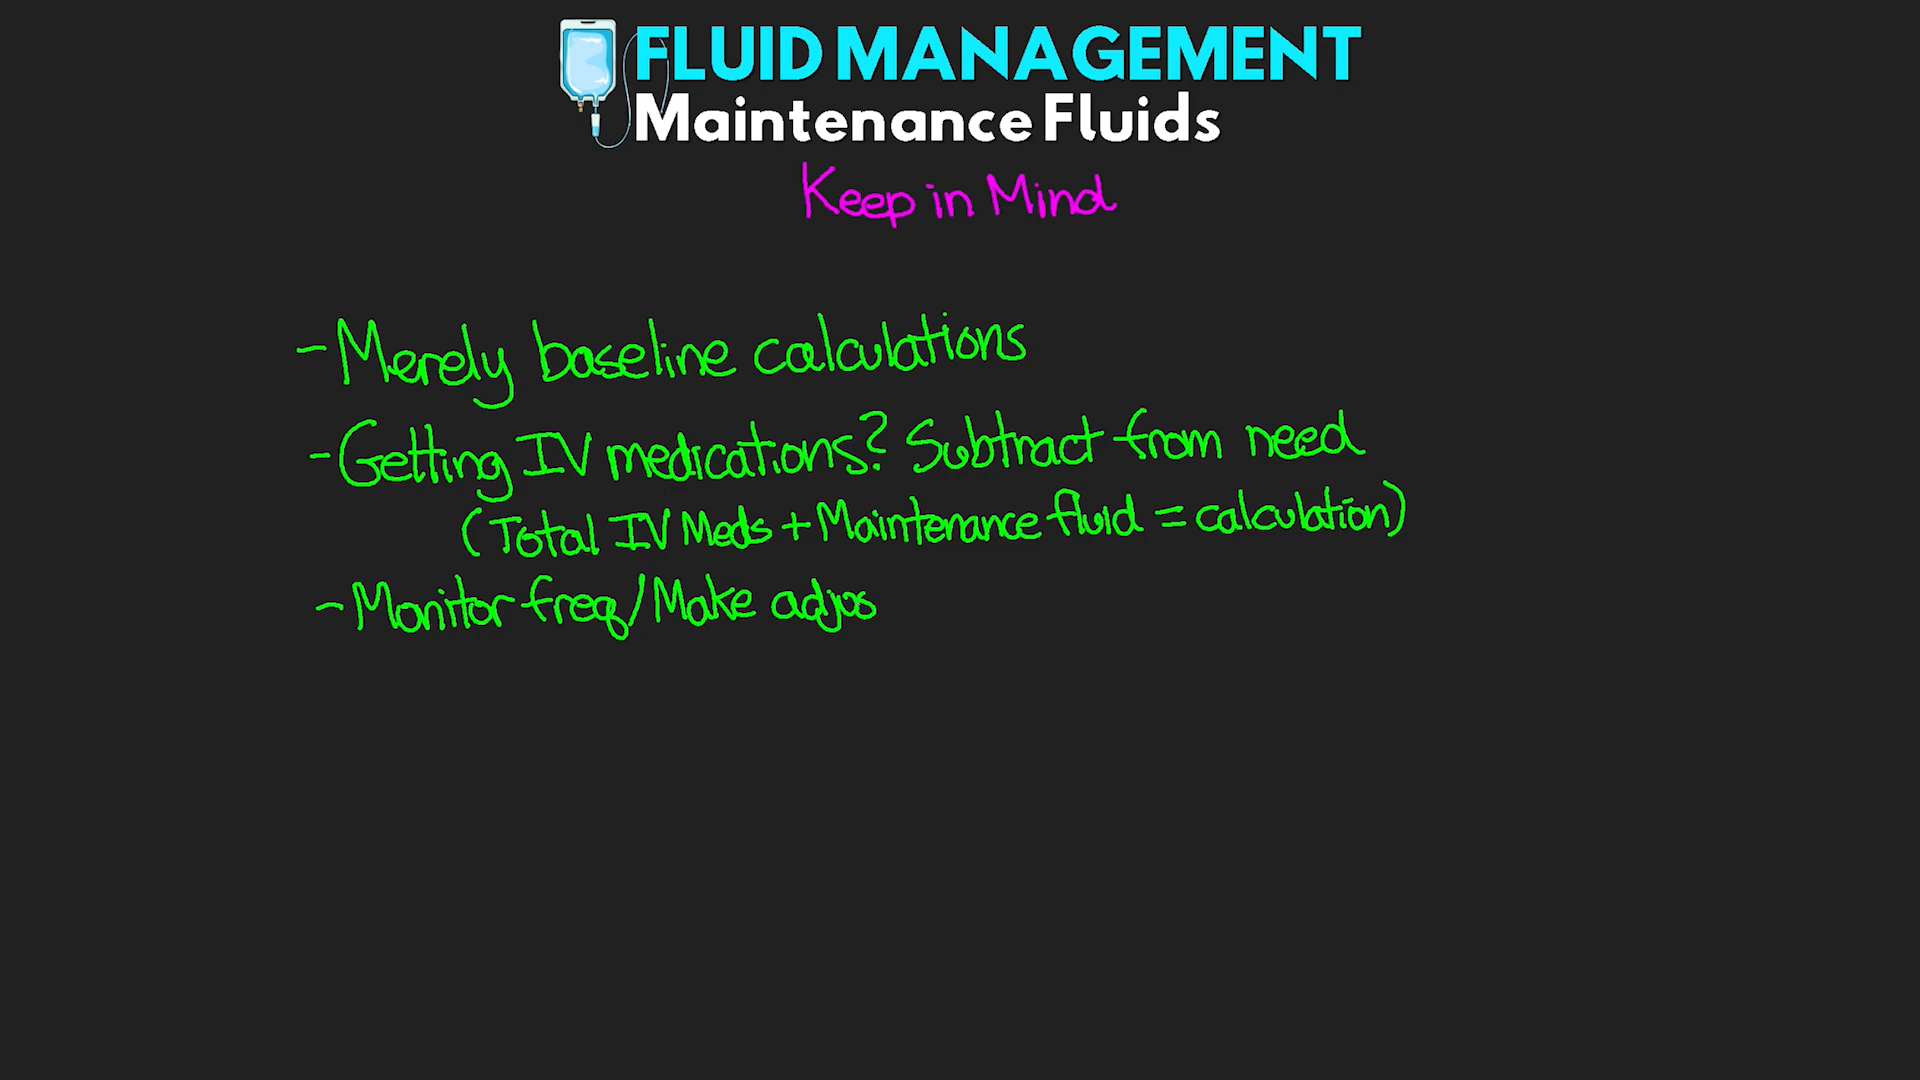 FLUID MANAGEMENT
Maintenance Fluids
Keep in Mind
- Merely baseline calculations
- Getting IV medications? Subtract from need
(Total IV Meds + Maintenance fluid = calculation)
- Monitor freq/Make adjus